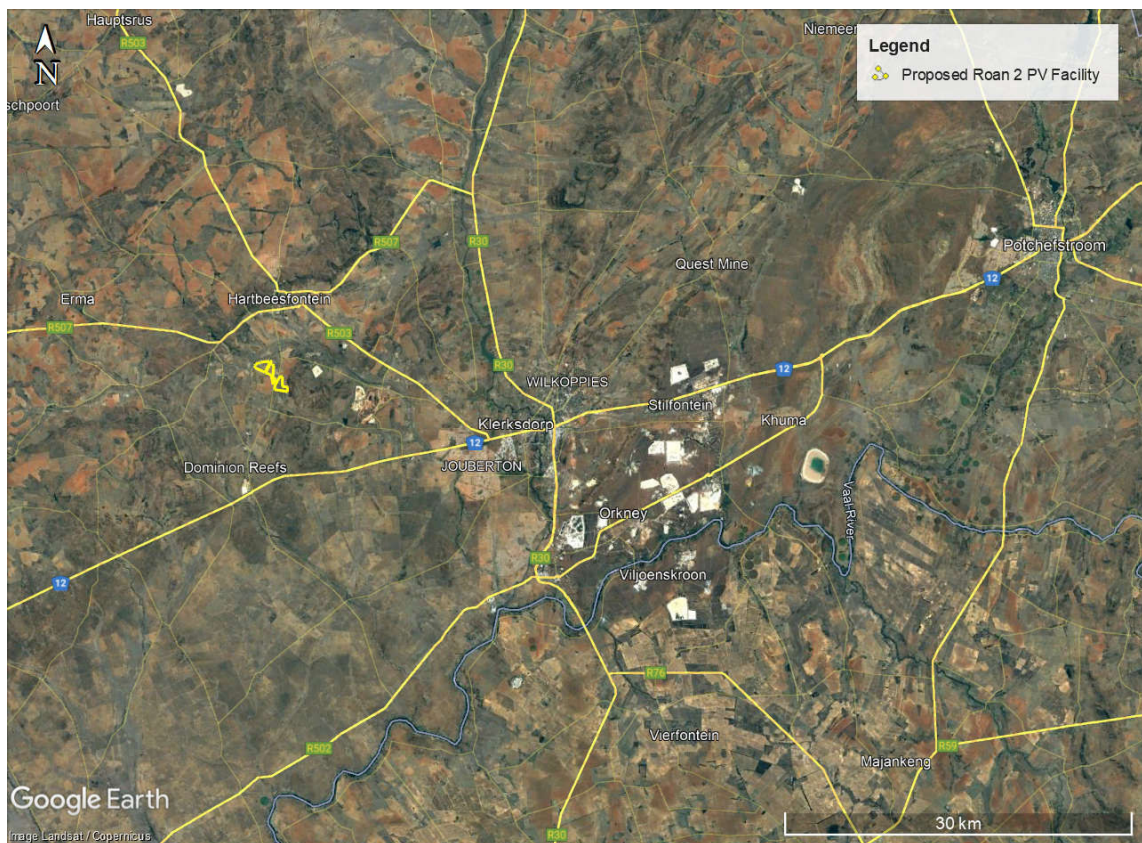 Hauptsrus
R503
N
schpoort
Niemeer
Legend
Proposed Roan 2 PV Facility
R507
R30
Potchefstroom
Quest Mine
12
Erma
Hartbeesfontein
R507
R503
R30
12
WILKOPPIES
Stilfontein
Klerksdorp
Khuma
12
JOUBERTON
Dominion Reefs
Vaal River
Orkney
R30
Viljoenskroon
12
R76
R502
Vierfontein
R59
Majankeng
Google Earth
30 km
Image Landsat / Copernicus
R30